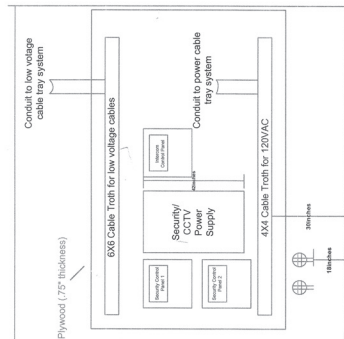 Conduit to low votage
cable tray system
Conduit to power cable
tray system
6X6 Cable Troth for low voltage cables
Intercom
Control Panel
40inches
Security/
CCTV
Power
Supply
4X4 Cable Troth for 120VAC
30inches
18inches
Plywood (.75" thickness)
Security Control
Panel 1
Security Control
Panel 2